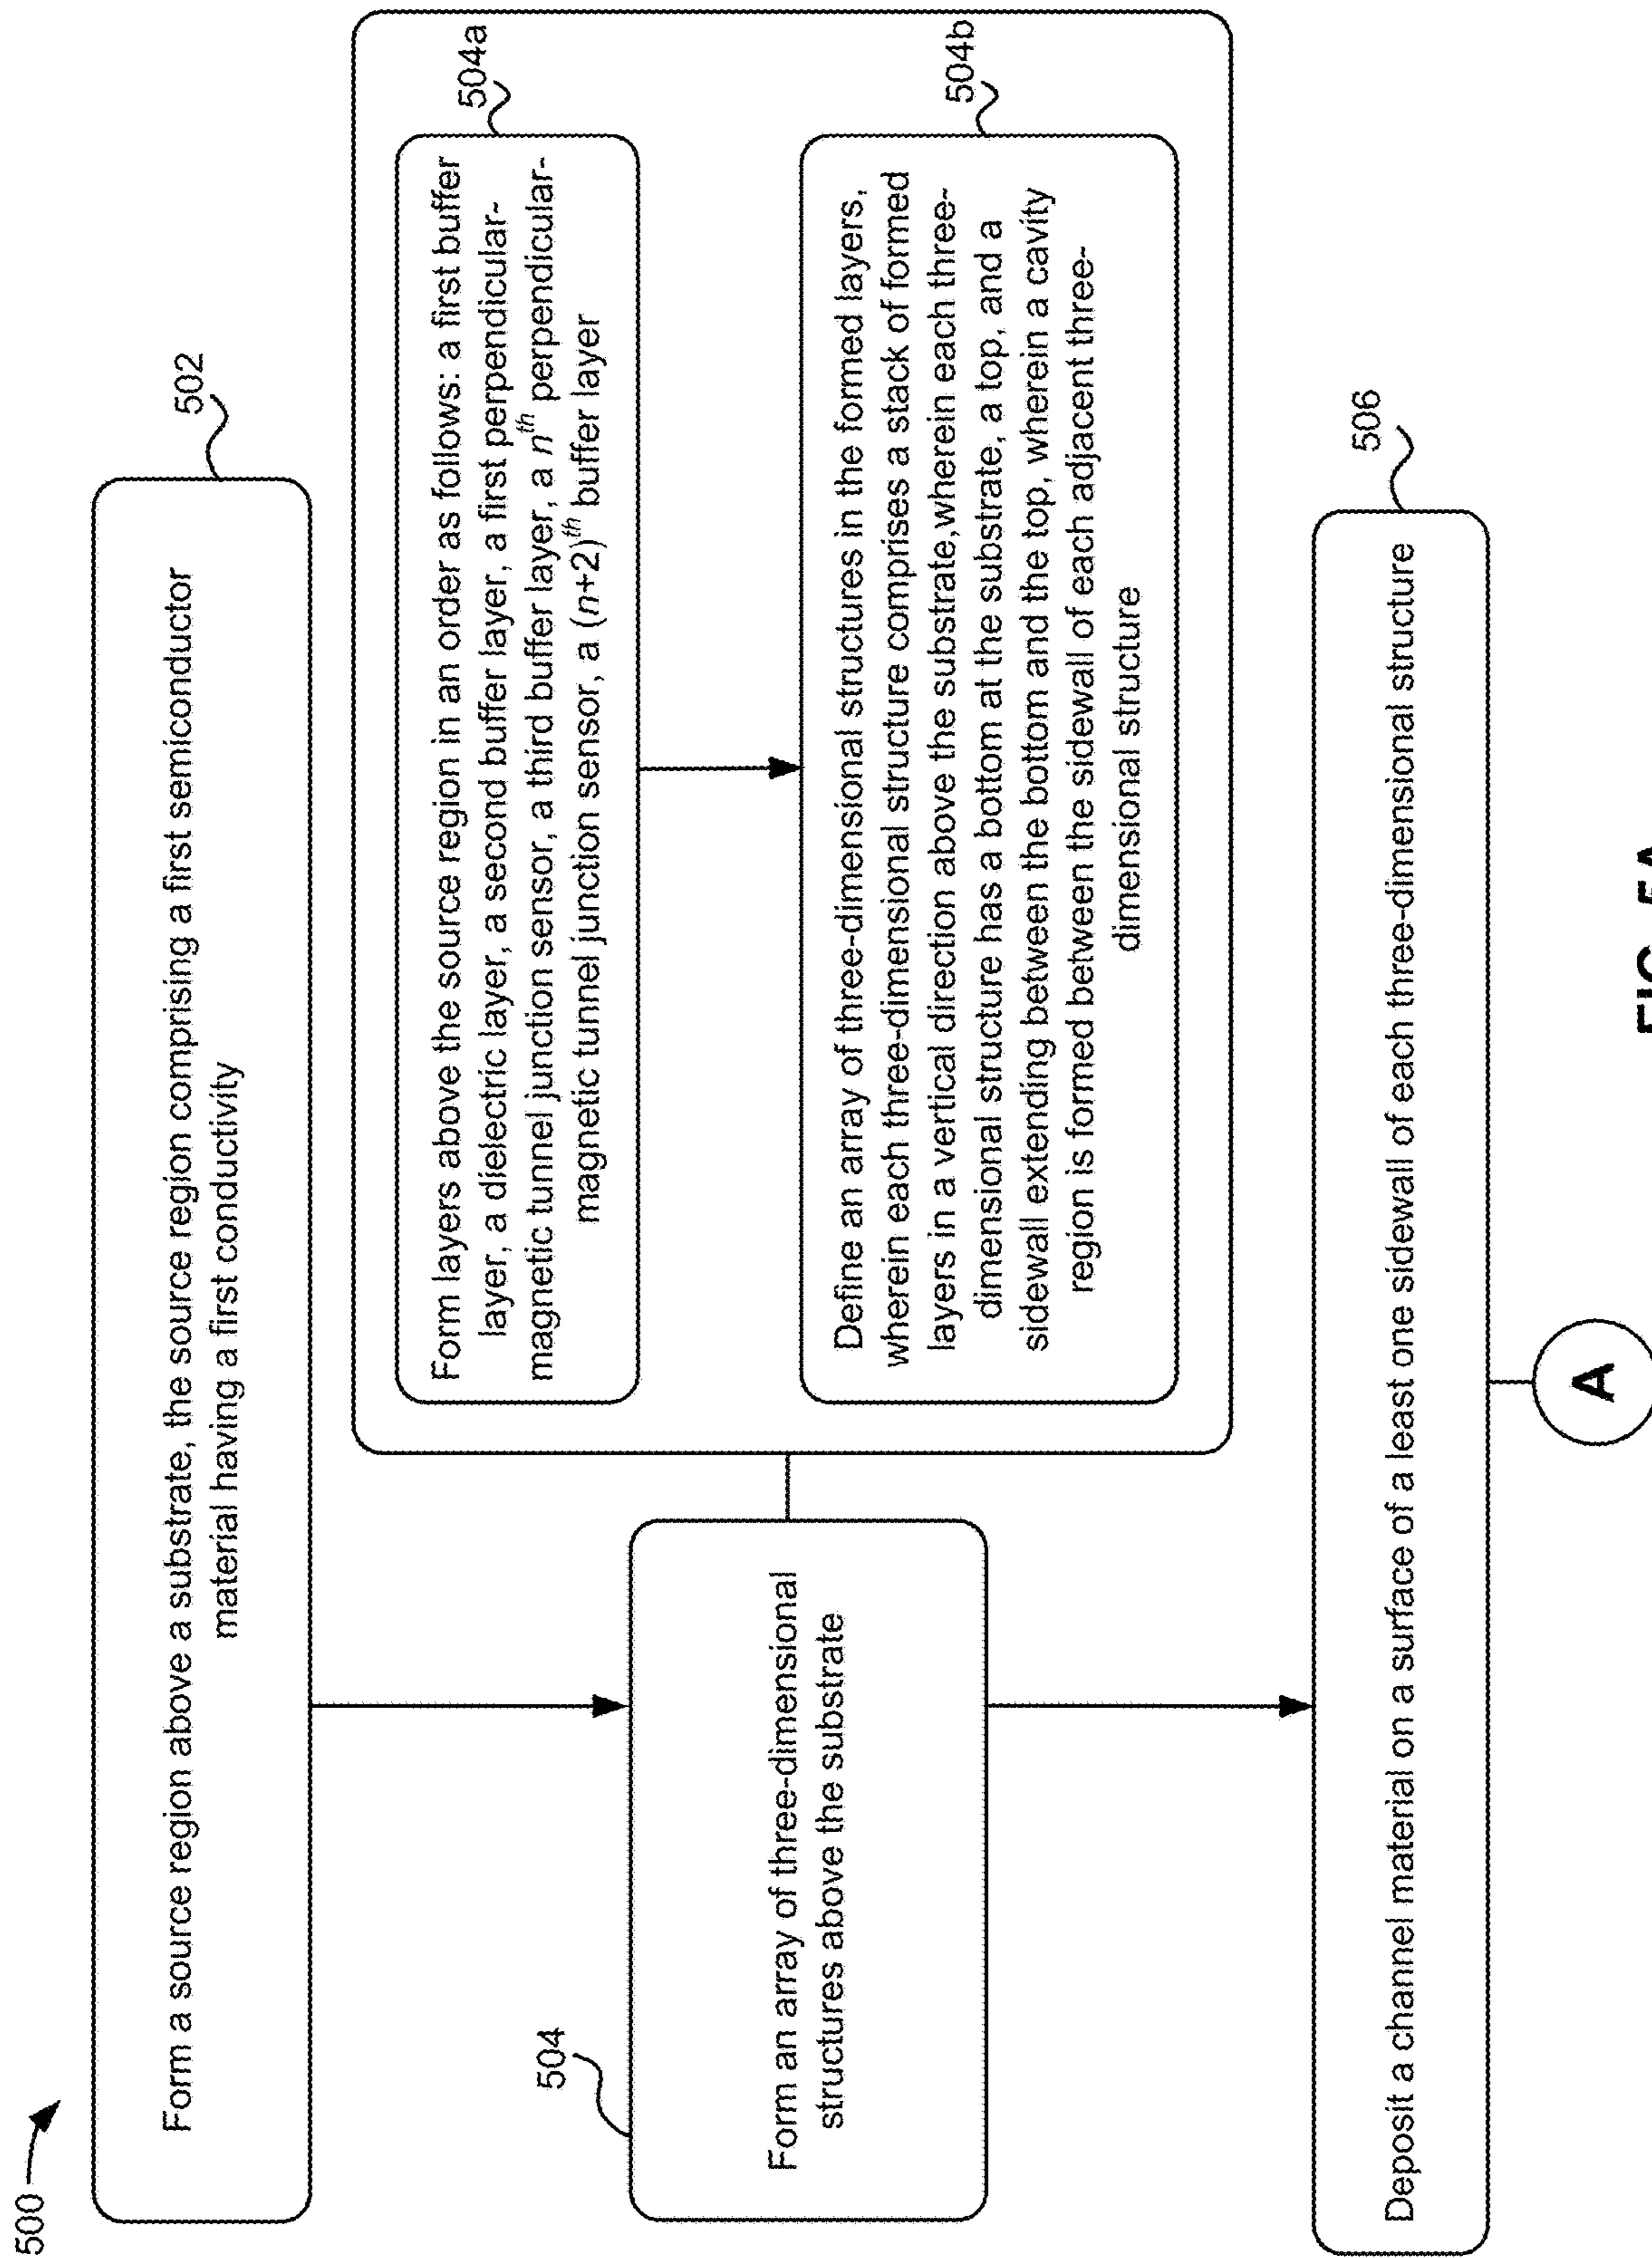 500
502
Form a source region above a substrate, the source region comprising a first semiconductor
material having a first conductivity
504
Form an array of three-dimensional
structures above the substrate
504a
Form layers above the source region in an order as follows: a first buffer
layer, a dielectric layer, a second buffer layer, a first perpendicular-
magnetic tunnel junction sensor, a third buffer layer, a nth perpendicular-
magnetic tunnel junction sensor, a (n+2)th buffer layer
504b
Define an array of three-dimensional structures in the formed layers,
wherein each three-dimensional structure comprises a stack of formed
layers in a vertical direction above the substrate,wherein each three-
dimensional structure has a bottom at the substrate, a top, and a
sidewall extending between the bottom and the top, wherein a cavity
region is formed between the sidewall of each adjacent three-
dimensional structure
506
Deposit a channel material on a surface of a least one sidewall of each three-dimensional structure
A
FIG. 5A